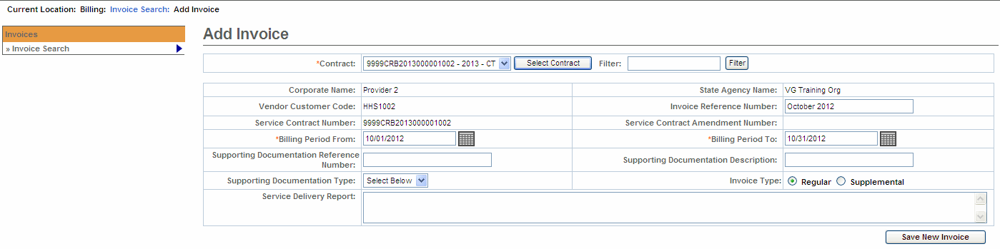 Current Location: Billing: Invoice Search: Add Invoice
Invoices
» Invoice Search
Add Invoice
*Contract: 9999CRB2013000001002 - 2013 - CT Select Contract Filter: Filter
Corporate Name: Provider 2 State Agency Name: VG Training Org
Vendor Customer Code: HHS1002 Invoice Reference Number: October 2012
Service Contract Number: 9999CRB2013000001002 Service Contract Amendment Number:
*Billing Period From: 10/01/2012 *Billing Period To: 10/31/2012
Supporting Documentation Reference
Number: Supporting Documentation Description:
Supporting Documentation Type: Select Below Invoice Type: Regular Supplemental
Service Delivery Report:
Save New Invoice